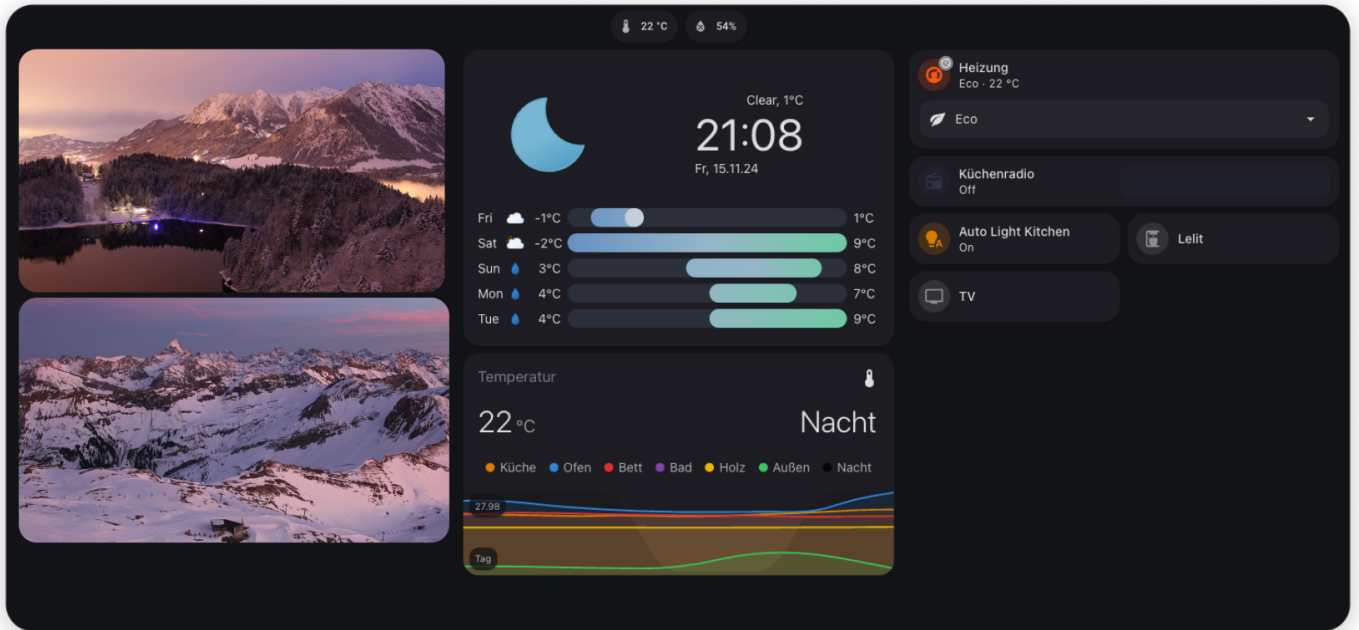 22 °C 54%
Clear, 1°C
21:08
Fr, 15.11.24
Fri -1°C 1°C
Sat -2°C 9°C
Sun 3°C 8°C
Mon 4°C 7°C
Tue 4°C 9°C
Temperatur
22 °C Nacht
Küche Ofen Bett Bad Holz Außen Nacht
27.98
Tag
Heizung
Eco · 22 °C
Eco
Küchenradio
Off
Auto Light Kitchen
On
Lelit
TV